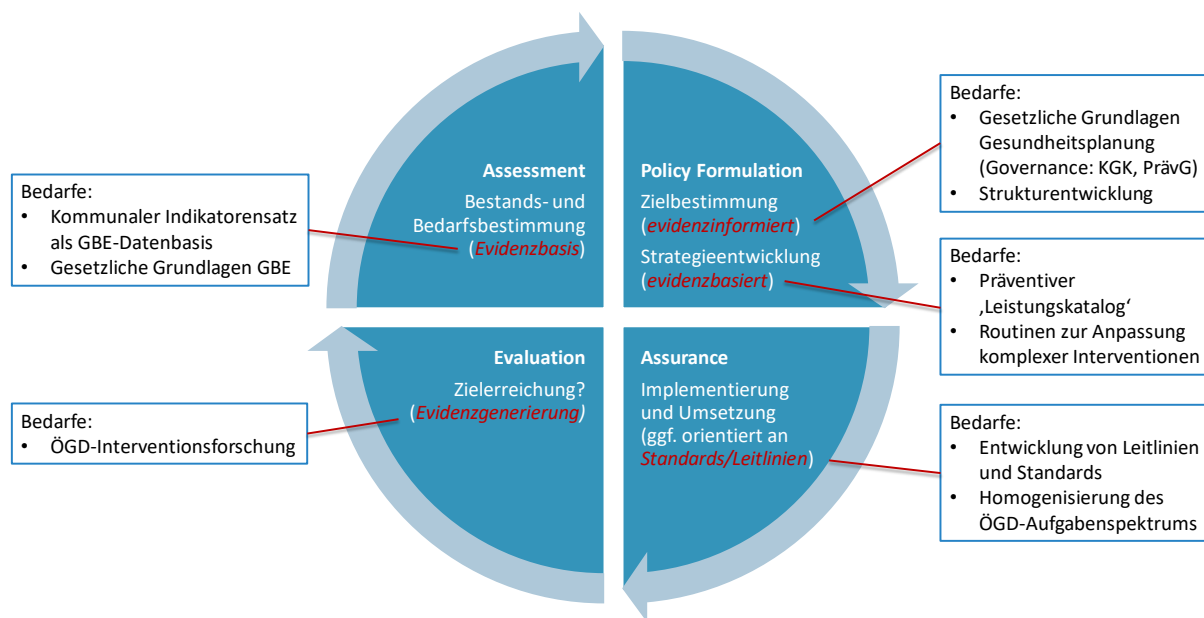 Assessment
Bestands- und
Bedarfsbestimmung
(Evidenzbasis)
Bedarfe:
• Kommunaler Indikatorensatz
als GBE-Datenbasis
• Gesetzliche Grundlagen GBE
Policy Formulation
Zielbestimmung
(evidenzinformiert)
Strategieentwicklung
(evidenzbasiert)
Bedarfe:
• Gesetzliche Grundlagen
Gesundheitsplanung
(Governance: KGK, PrävG)
• Strukturentwicklung
Bedarfe:
• Präventiver
‚Leistungskatalog‘
• Routinen zur Anpassung
komplexer Interventionen
Evaluation
Zielerreichung?
(Evidenzgenerierung)
Bedarfe:
• ÖGD-Interventionsforschung
Assurance
Implementierung
und Umsetzung
(ggf. orientiert an
Standards/Leitlinien)
Bedarfe:
• Entwicklung von Leitlinien
und Standards
• Homogenisierung des
ÖGD-Aufgabenspektrums